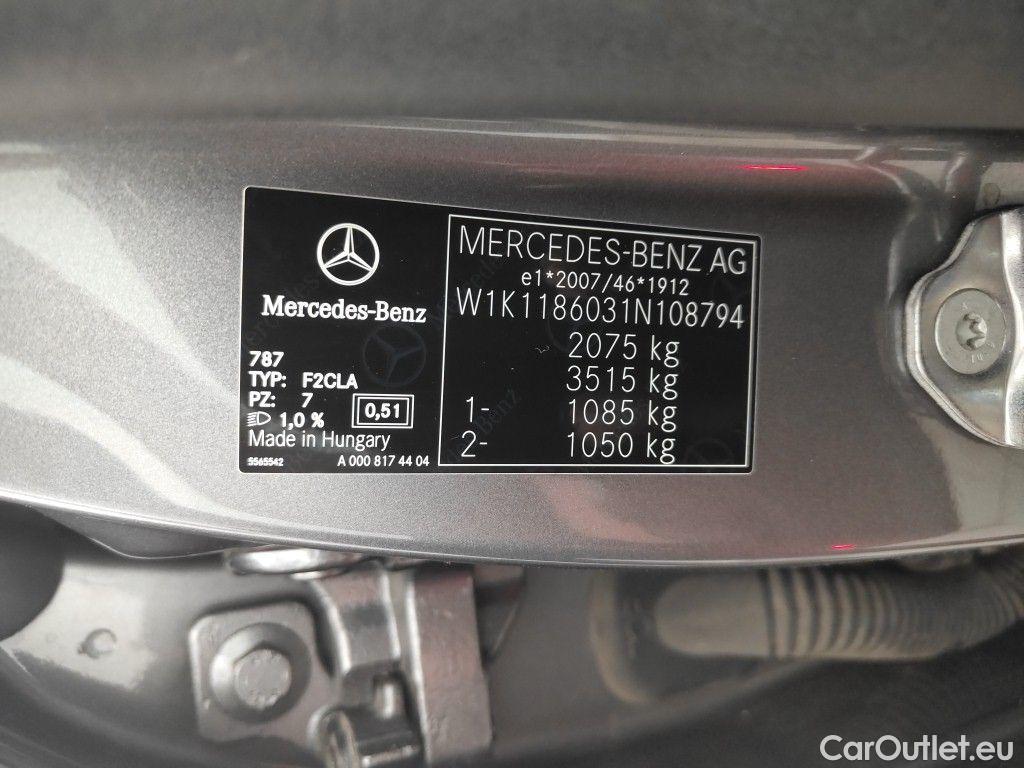 Mercedes-Benz
787
TYP: F2CLA
PZ: 7
1,0 % 0,51
Made in Hungary
5565542 A 000 817 44 04
MERCEDES-BENZ AG
e1*2007/46*1912
W1K1186031N108794
2075 kg
3515 kg
1- 1085 kg
2- 1050 kg
CarOutlet.eu